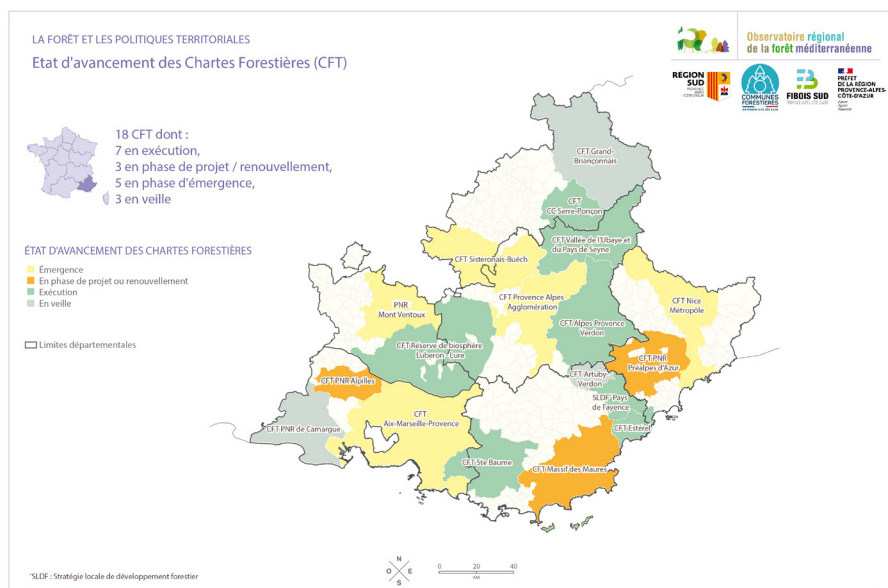 LA FORÊT ET LES POLITIQUES TERRITORIALES
Etat d'avancement des Chartes Forestières (CFT)
Observatoire régional
de la forêt méditerranéenne
RÉGION
SUD
COMMUNES
FORESTIÈRES
FIBOIS SUD
PRÉFET
DE LA RÉGION
PROVENCE-ALPES-
CÔTE-D'AZUR
18 CFT dont :
7 en exécution,
3 en phase de projet / renouvellement,
5 en phase d'émergence,
3 en veille
ÉTAT D'AVANCEMENT DES CHARTES FORESTIÈRES
Émergence
En phase de projet ou renouvellement
Exécution
En veille
Limites départementales
CFT Grand-
Briançonnais
CFT
CC Serre-Ponçon
CFT Vallée de l'Ubaye et
du Pays de Seyne
CFT Sisteronais-Buëch
CFT Provence Alpes
Agglomération
CFT Nice
Métropôle
PNR
Mont Ventoux
CFT Alpes Provence
Verdon
CFT Réserve de biosphère
Luberon - Lure
CFT PNR
Préalpes d'Azur
CFT Artuby-
Verdon
CFT PNR Alpilles
SLDF* Pays
de Fayence
CFT
Aix-Marseille-Provence
CFT PNR de Camargue
CFT Estérel
CFT Ste Baume
CFT Massif des Maures
N
O E
S
0 20 40
KM
*SLDF : Stratégie locale de développement forestier